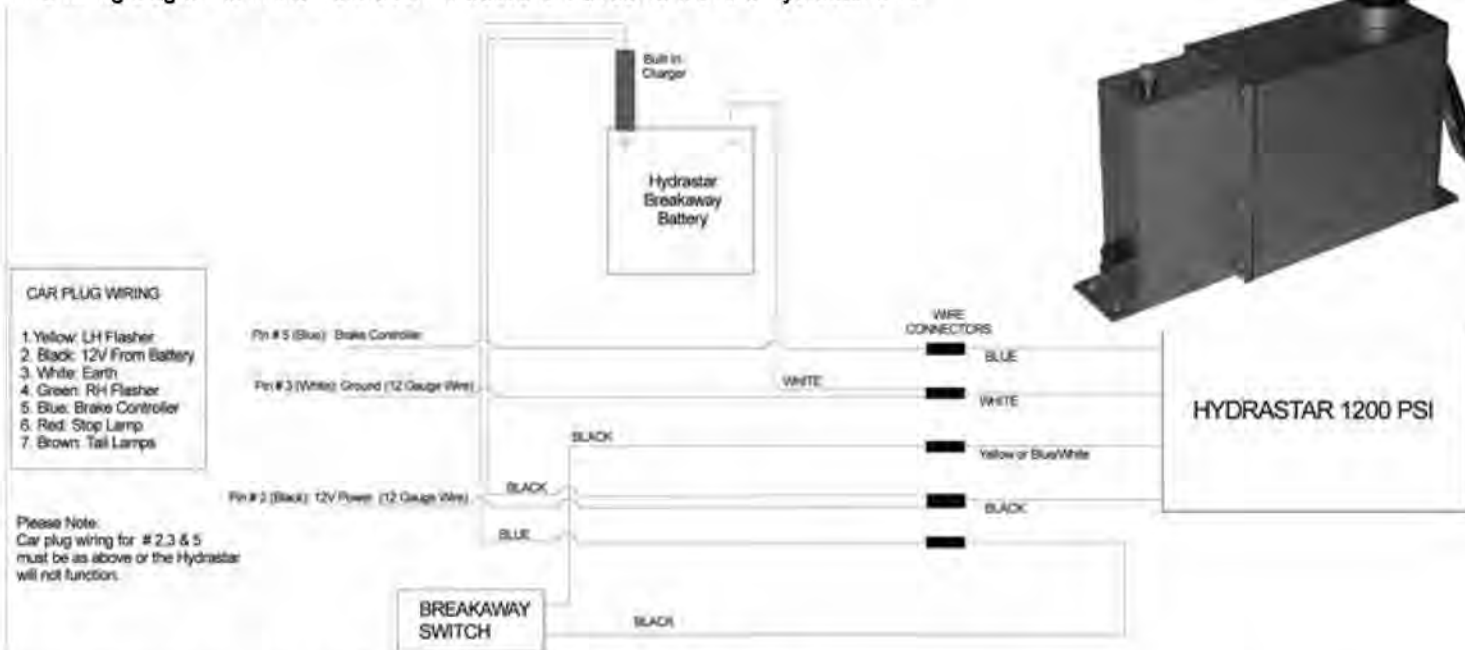 Built in
Charger
+
-
Hydrastar
Breakaway
Battery
CAR PLUG WIRING
1. Yellow: LH Flasher
2. Black: 12V From Battery
3. White: Earth
4. Green: RH Flasher
5. Blue: Brake Controller
6. Red: Stop Lamp
7. Brown: Tail Lamps
Please Note:
Car plug wiring for # 2,3 & 5
must be as above or the Hydrastar
will not function.
Pin # 5 (Blue): Brake Controller
Pin # 3 (White): Ground (12 Gauge Wire)
Pin # 2 (Black): 12V Power (12 Gauge Wire)
WIRE
CONNECTORS
BLUE
WHITE
WHITE
BLACK
Yellow or Blue/White
BLACK
BLACK
BLUE
BREAKAWAY
SWITCH
BLACK
HYDRASTAR 1200 PSI